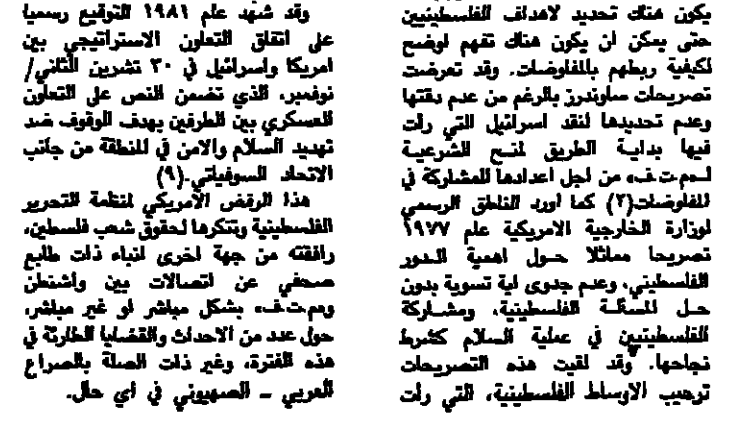 يكون هناك تحديد لاهداف الفلسطينيين
حتى يمكن ان يكون هناك تفهم اوضح
لكيفية ربطهم بالمفاوضات. وقد تعرضت
تصريحات ساوندرز بالرغم من عدم دقتها
وعدم تحديدها لنقد اسرائيل التي رأت
فيها بداية الطريق لمنح الشرعية
لـ«م.ت.ف» من اجل اعدادها للمشاركة في
المفاوضات(٢) كما اورد الناطق الرسمي
لوزارة الخارجية الامريكية عام ١٩٧٧
تصريحا مماثلا حول اهمية الدور
الفلسطيني، وعدم جدوى اية تسوية بدون
حل المسألة الفلسطينية، ومشاركة
الفلسطينيين في عملية السلام كشرط
نجاحها. وقد لقيت هذه التصريحات
ترحيب الاوساط الفلسطينية، التي رأت
وقد شهد عام ١٩٨١ التوقيع رسميا
على اتفاق التعاون الاستراتيجي بين
امريكا واسرائيل في ٣٠ تشرين الثاني/
نوفمبر، الذي تضمن النص على التعاون
العسكري بين الطرفين بهدف الوقوف ضد
تهديد السلام والامن في المنطقة من جانب
الاتحاد السوفياتي.(٩)
هذا الرفض الأمريكي لمنظمة التحرير
الفلسطينية وتنكرها لحقوق شعب فلسطين،
رافقته من جهة اخرى انباء ذات طابع
صحفي عن اتصالات بين واشنطن
و«م.ت.ف» بشكل مباشر او غير مباشر،
حول عدد من الاحداث والقضايا الطارئة في
هذه الفترة، وغير ذات الصلة بالصراع
العربي ــ الصهيوني في أي حال.